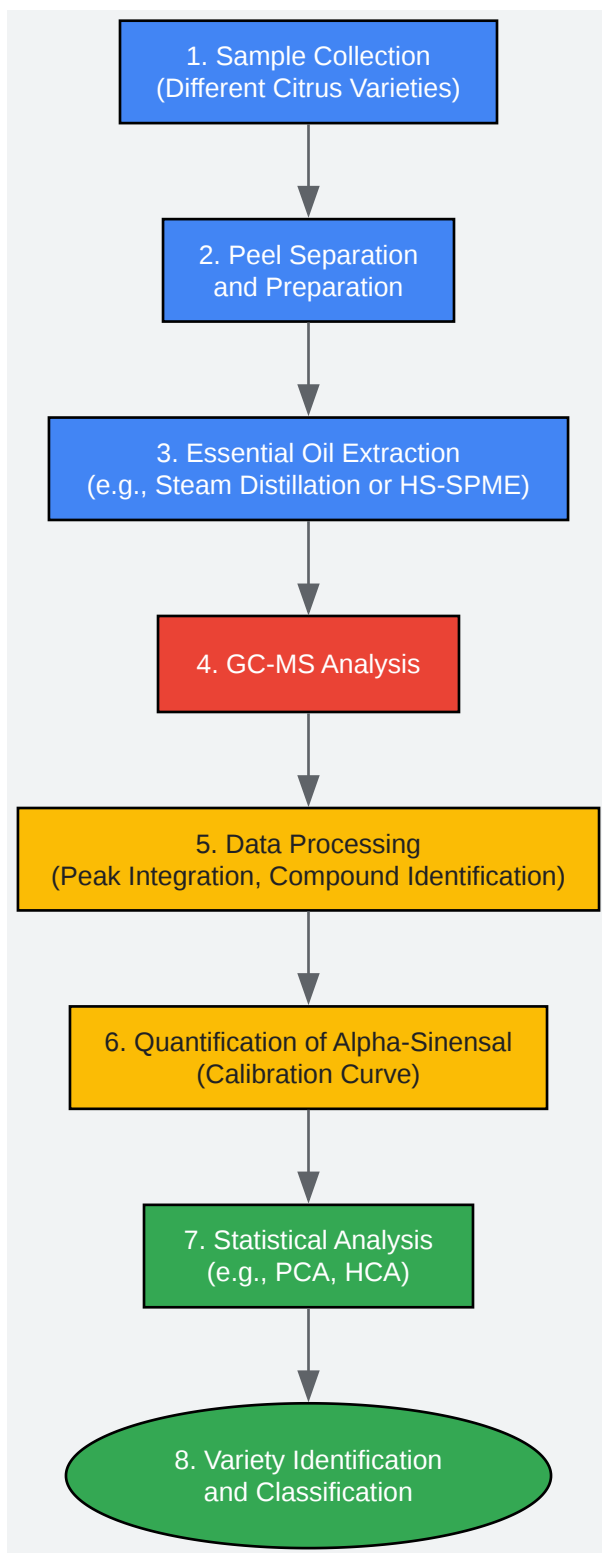 1. Sample Collection
(Different Citrus Varieties)
2. Peel Separation
and Preparation
3. Essential Oil Extraction
(e.g., Steam Distillation or HS-SPME)
4. GC-MS Analysis
5. Data Processing
(Peak Integration, Compound Identification)
6. Quantification of Alpha-Sinensal
(Calibration Curve)
7. Statistical Analysis
(e.g., PCA, HCA)
8. Variety Identification
and Classification